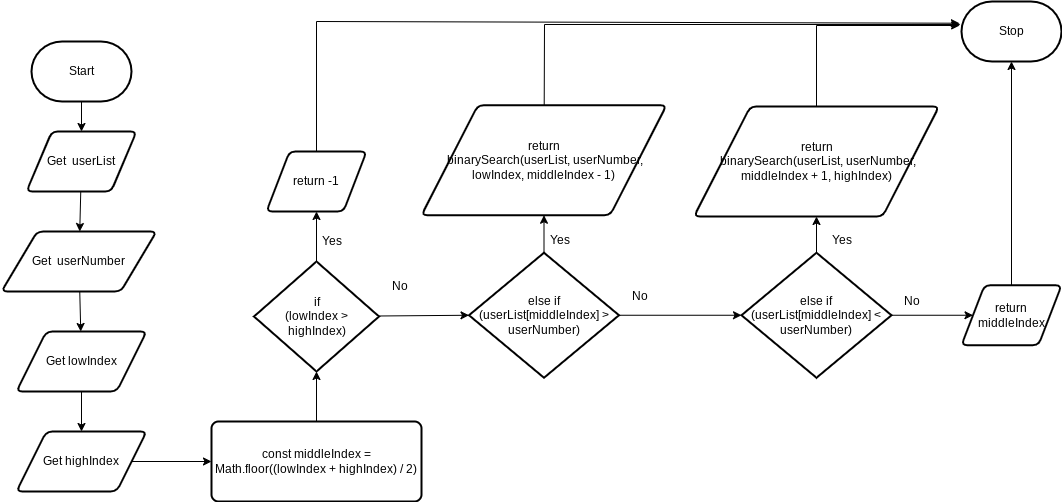 Start
Get  userList
Get  userNumber
Get lowIndex
Get highIndex
const middleIndex =
Math.floor((lowIndex + highIndex) / 2)
if
(lowIndex >
highIndex)
Yes
return -1
No
else if
(userList[middleIndex] >
userNumber)
Yes
return
binarySearch(userList, userNumber,
lowIndex, middleIndex - 1)
No
else if
(userList[middleIndex] <
userNumber)
Yes
return
binarySearch(userList, userNumber,
middleIndex + 1, highIndex)
No
return
middleIndex
Stop